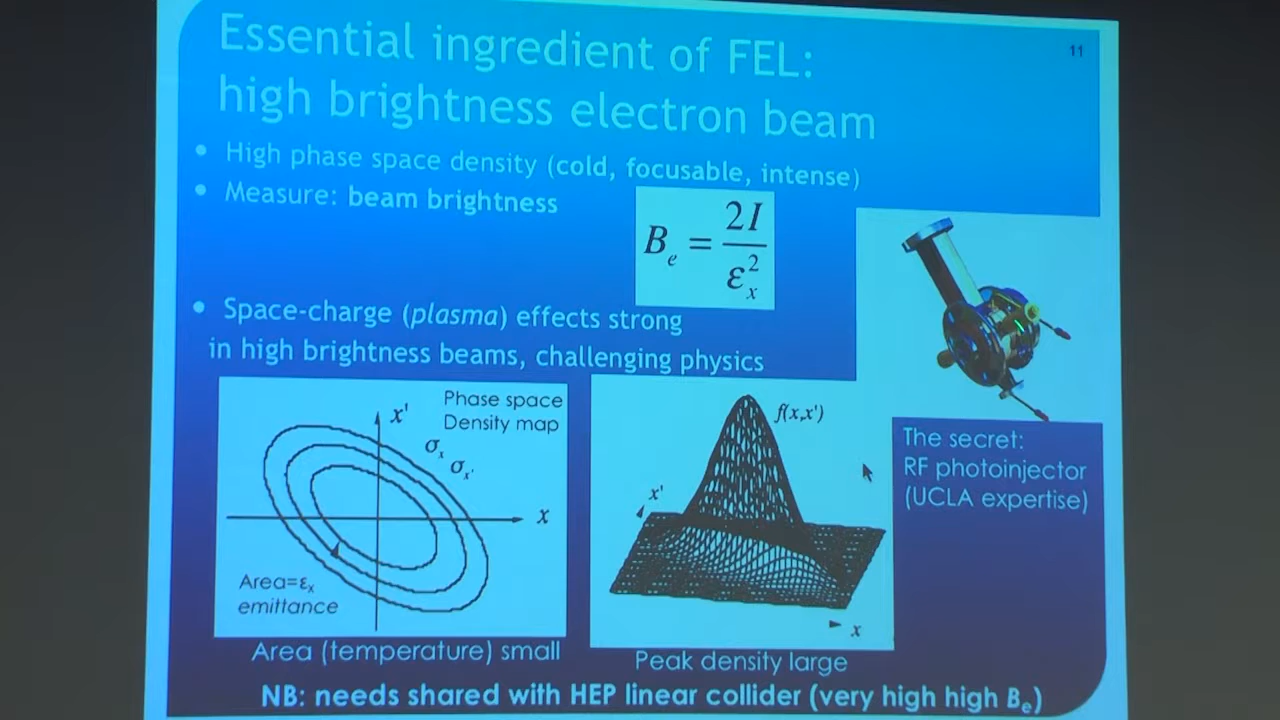 11
Essential ingredient of FEL:
high brightness electron beam
• High phase space density (cold, focusable, intense)
• Measure: beam brightness
B_e = 2I / ε_x^2
• Space-charge (plasma) effects strong
in high brightness beams, challenging physics
x'
Phase space
Density map
σ_x
σ_x'
x
Area=ε_x
emittance
Area (temperature) small
f(x,x')
x'
x
Peak density large
The secret:
RF photoinjector
(UCLA expertise)
NB: needs shared with HEP linear collider (very high high B_e)